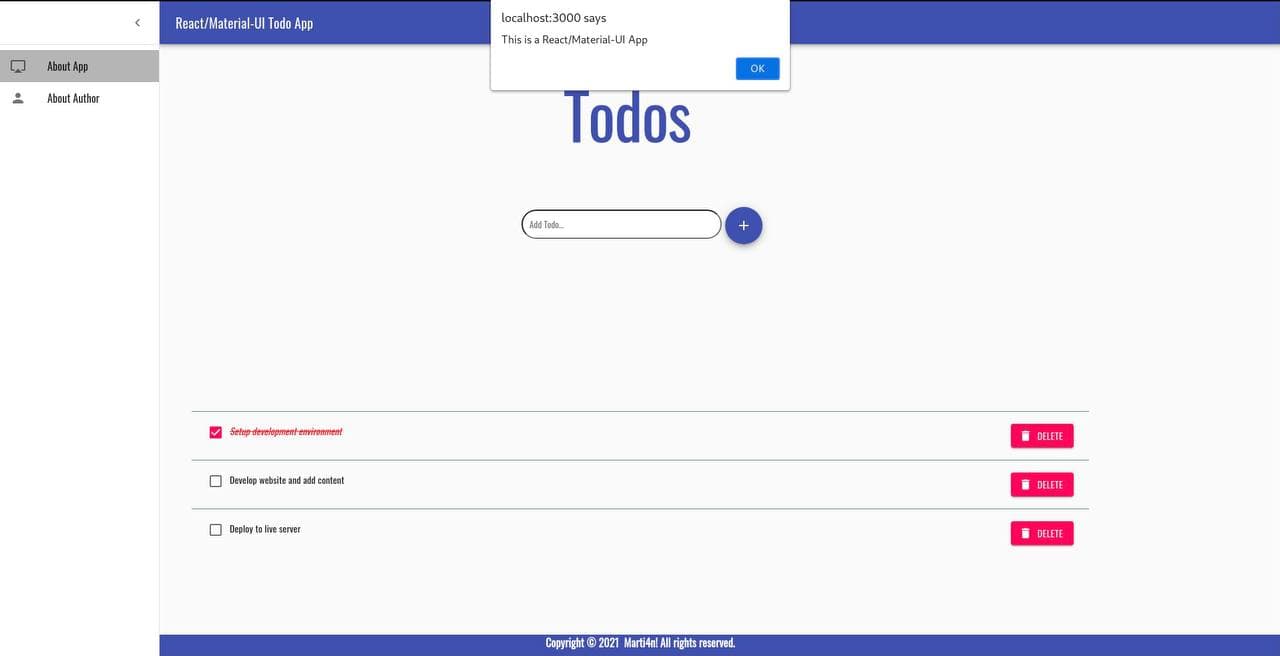 React/Material-UI Todo App
localhost:3000 says
This is a React/Material-UI App
OK
About App
About Author
Todos
Add Todo...
Setup development environment
DELETE
Develop website and add content
DELETE
Deploy to live server
DELETE
Copyright © 2021 Marti4n! All rights reserved.